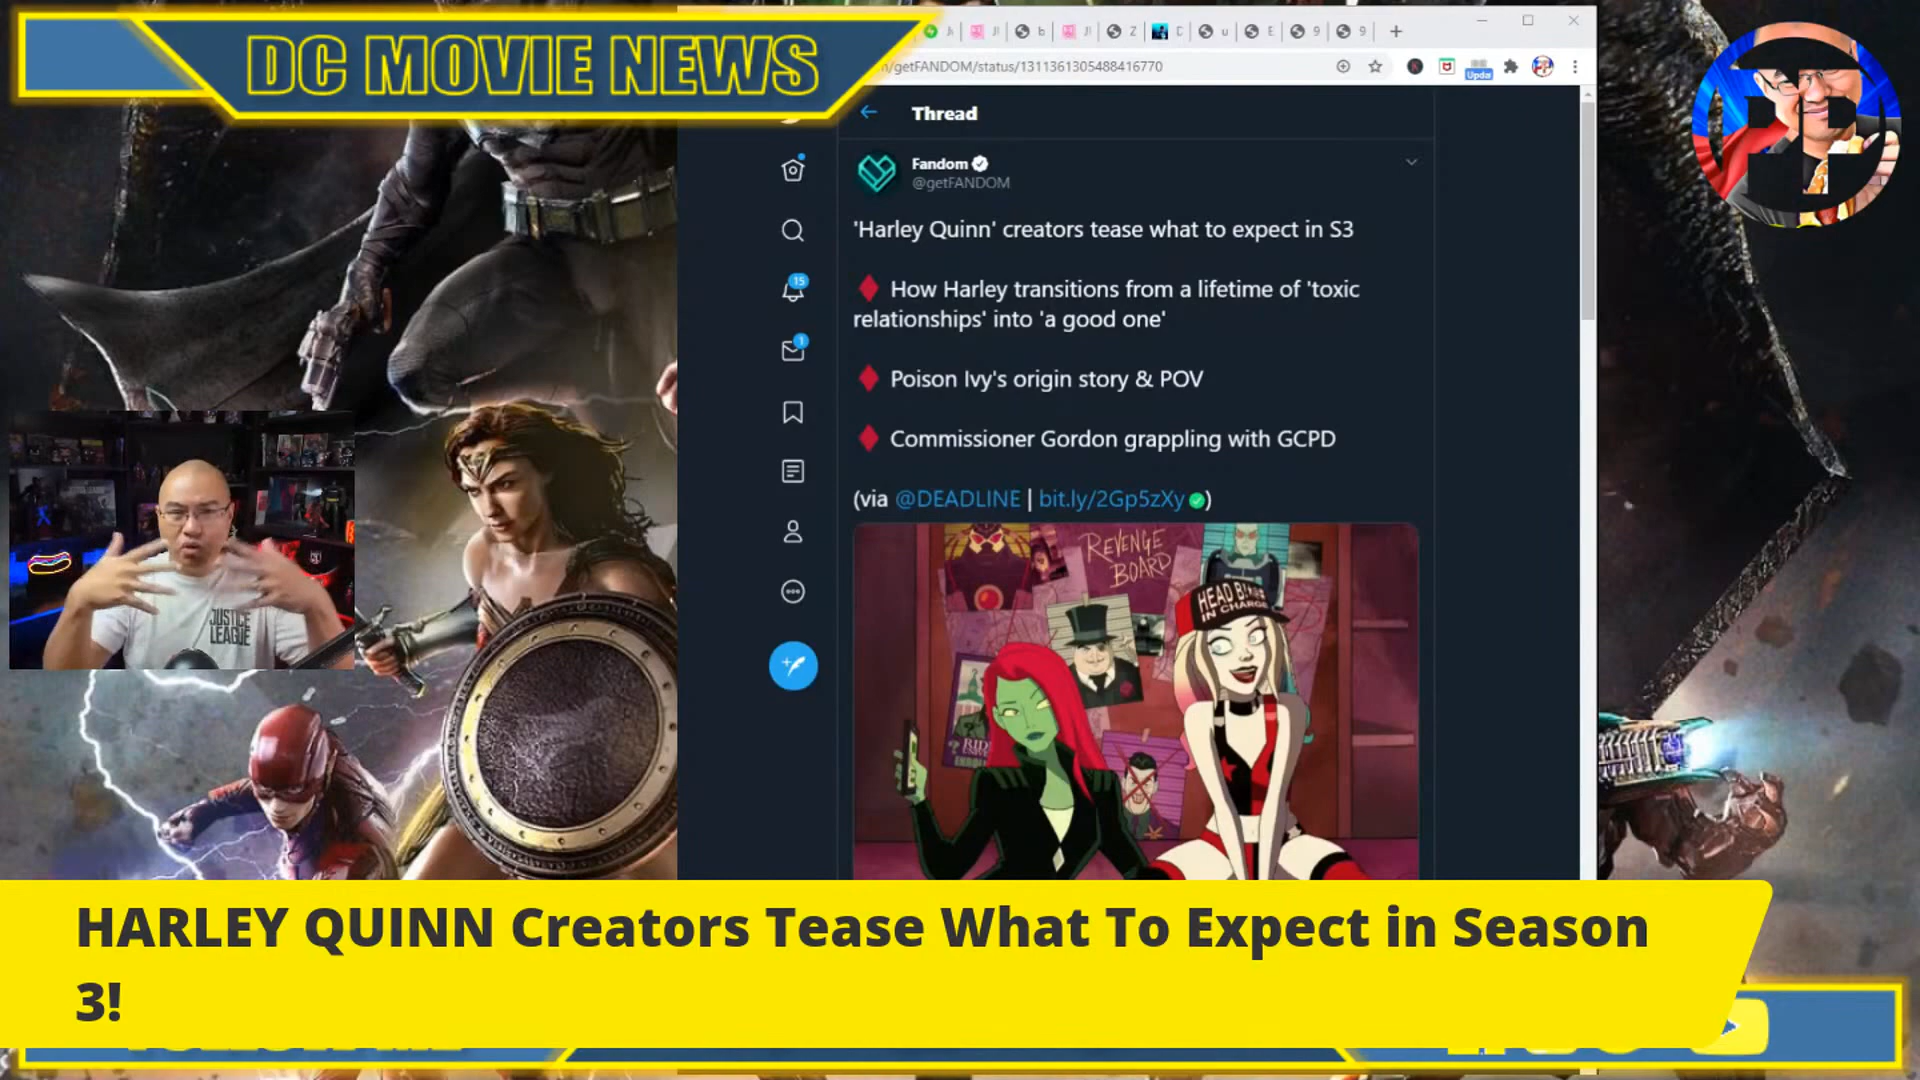 DC MOVIE NEWS
/getFANDOM/status/1311361305488416770
Updat
Thread
Fandom
@getFANDOM
'Harley Quinn' creators tease what to expect in S3
How Harley transitions from a lifetime of 'toxic
relationships' into 'a good one'
15
1
Poison Ivy's origin story & POV
Commissioner Gordon grappling with GCPD
(via @DEADLINE | bit.ly/2Gp5zXy)
REVENGE
BOARD
IN CHARGE
JUSTICE
LEAGUE
HARLEY QUINN Creators Tease What To Expect in Season
3!